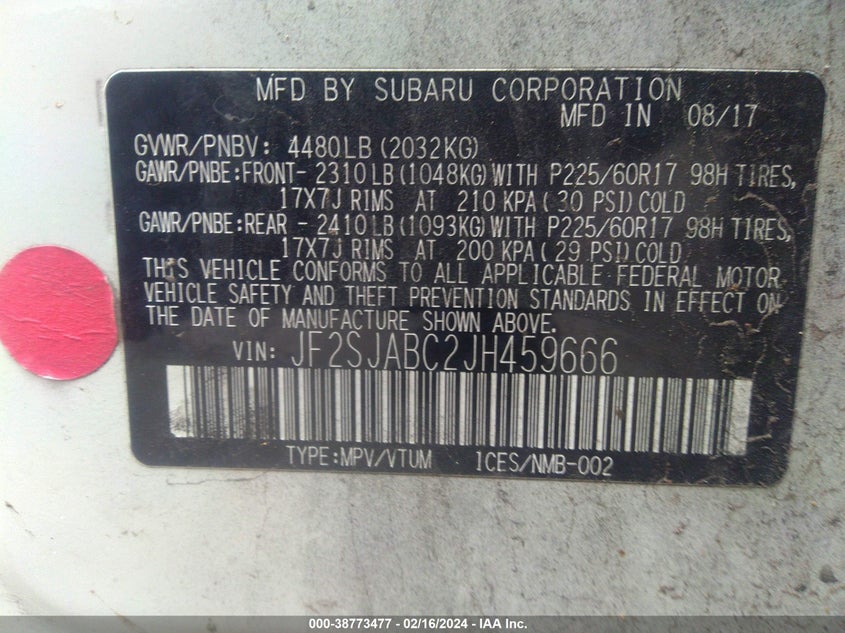 MFD BY SUBARU CORPORATION
MFD IN 08/17
GVWR/PNBV: 4480LB (2032KG)
GAWR/PNBE:FRONT- 2310LB(1048KG)WITH P225/60R17 98H TIRES,
17X7J RIMS AT 210 KPA( 30 PSI)COLD
GAWR/PNBE:REAR - 2410LB(1093KG)WITH P225/60R17 98H TIRES,
17X7J RIMS AT 200 KPA( 29 PSI)COLD
THIS VEHICLE CONFORMS TO ALL APPLICABLE FEDERAL MOTOR
VEHICLE SAFETY AND THEFT PREVENTION STANDARDS IN EFFECT ON
THE DATE OF MANUFACTURE SHOWN ABOVE.
VIN: JF2SJABC2JH459666
TYPE:MPV/VTUM ICES/NMB-002
000-38773477 - 02/16/2024 - IAAI.COM